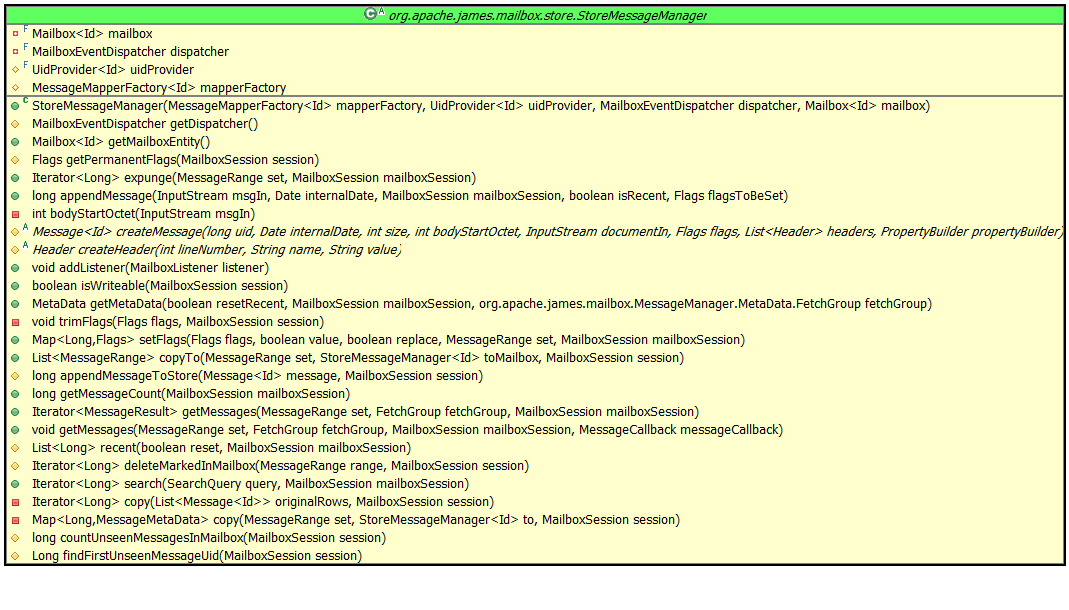 C A org.apache.james.mailbox.store.StoreMessageManager
F Mailbox<Id> mailbox
F MailboxEventDispatcher dispatcher
F UidProvider<Id> uidProvider
MessageMapperFactory<Id> mapperFactory
C StoreMessageManager(MessageMapperFactory<Id> mapperFactory, UidProvider<Id> uidProvider, MailboxEventDispatcher dispatcher, Mailbox<Id> mailbox)
MailboxEventDispatcher getDispatcher()
Mailbox<Id> getMailboxEntity()
Flags getPermanentFlags(MailboxSession session)
Iterator<Long> expunge(MessageRange set, MailboxSession mailboxSession)
long appendMessage(InputStream msgIn, Date internalDate, MailboxSession mailboxSession, boolean isRecent, Flags flagsToBeSet)
int bodyStartOctet(InputStream msgIn)
A Message<Id> createMessage(long uid, Date internalDate, int size, int bodyStartOctet, InputStream documentIn, Flags flags, List<Header> headers, PropertyBuilder propertyBuilder)
A Header createHeader(int lineNumber, String name, String value)
void addListener(MailboxListener listener)
boolean isWriteable(MailboxSession session)
MetaData getMetaData(boolean resetRecent, MailboxSession mailboxSession, org.apache.james.mailbox.MessageManager.MetaData.FetchGroup fetchGroup)
void trimFlags(Flags flags, MailboxSession session)
Map<Long,Flags> setFlags(Flags flags, boolean value, boolean replace, MessageRange set, MailboxSession mailboxSession)
List<MessageRange> copyTo(MessageRange set, StoreMessageManager<Id> toMailbox, MailboxSession session)
long appendMessageToStore(Message<Id> message, MailboxSession session)
long getMessageCount(MailboxSession mailboxSession)
Iterator<MessageResult> getMessages(MessageRange set, FetchGroup fetchGroup, MailboxSession mailboxSession)
void getMessages(MessageRange set, FetchGroup fetchGroup, MailboxSession mailboxSession, MessageCallback messageCallback)
List<Long> recent(boolean reset, MailboxSession mailboxSession)
Iterator<Long> deleteMarkedInMailbox(MessageRange range, MailboxSession session)
Iterator<Long> search(SearchQuery query, MailboxSession mailboxSession)
Iterator<Long> copy(List<Message<Id>> originalRows, MailboxSession session)
Map<Long,MessageMetaData> copy(MessageRange set, StoreMessageManager<Id> to, MailboxSession session)
long countUnseenMessagesInMailbox(MailboxSession session)
Long findFirstUnseenMessageUid(MailboxSession session)